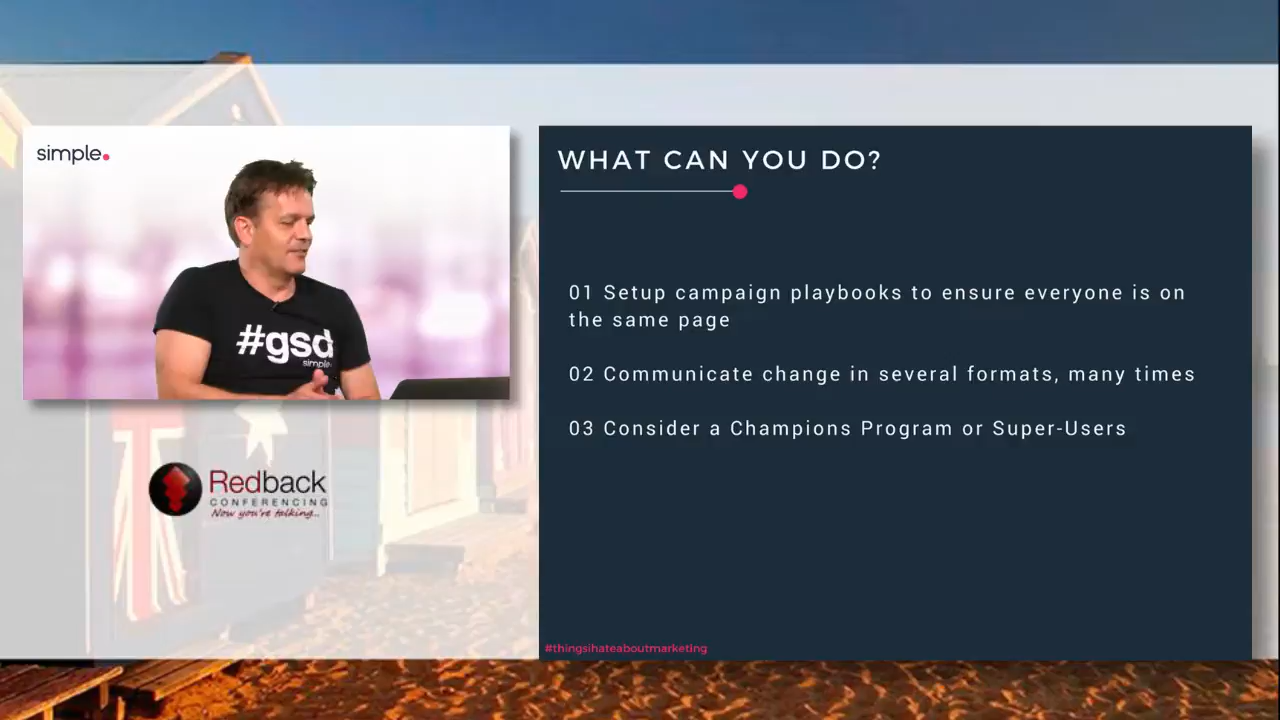 simple.
#gsd
simple.
Redback
CONFERENCING
Now you're talking...
WHAT CAN YOU DO?
01 Setup campaign playbooks to ensure everyone is on
the same page
02 Communicate change in several formats, many times
03 Consider a Champions Program or Super-Users
#thingsihateaboutmarketing